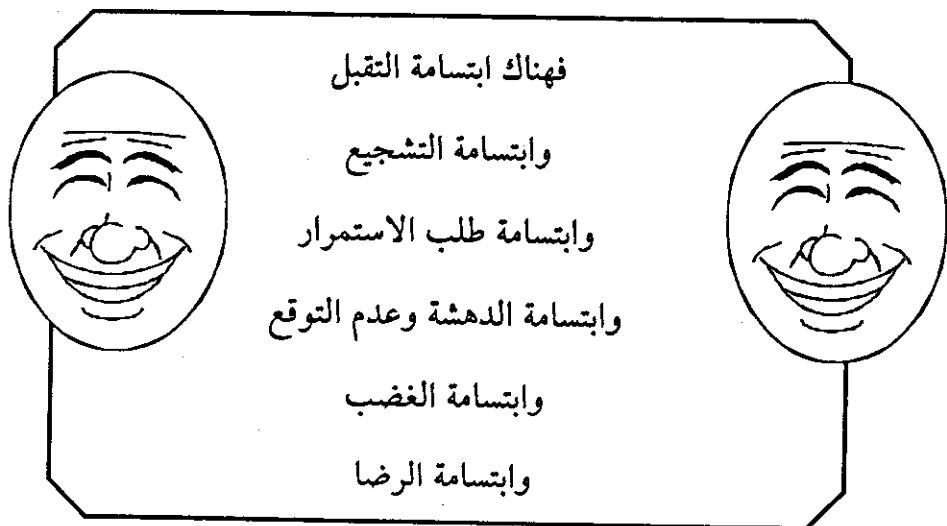 فهناك ابتسامة التقبل
وابتسامة التشجيع
وابتسامة طلب الاستمرار
وابتسامة الدهشة وعدم التوقع
وابتسامة الغضب
وابتسامة الرضا